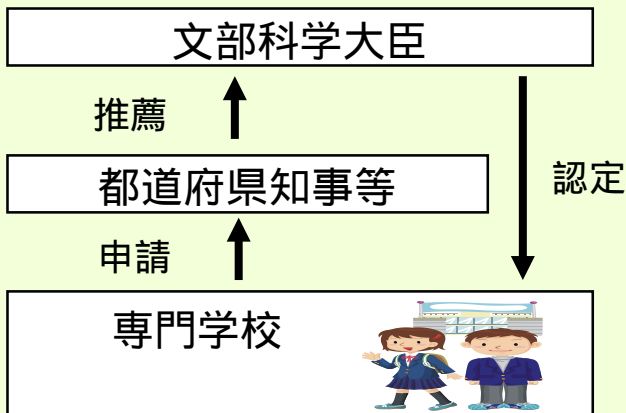 文部科学大臣
推薦
都道府県知事等
認定
申請
専門学校